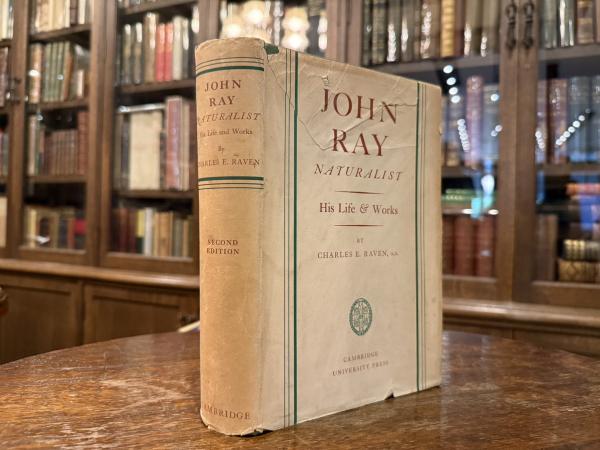 JOHN
RAY
NATURALIST
His Life and Works
By
CHARLES E. RAVEN
SECOND
EDITION
CAMBRIDGE
JOHN
RAY
NATURALIST
His Life & Works
BY
CHARLES E. RAVEN, D.D.
CAMBRIDGE
UNIVERSITY PRESS